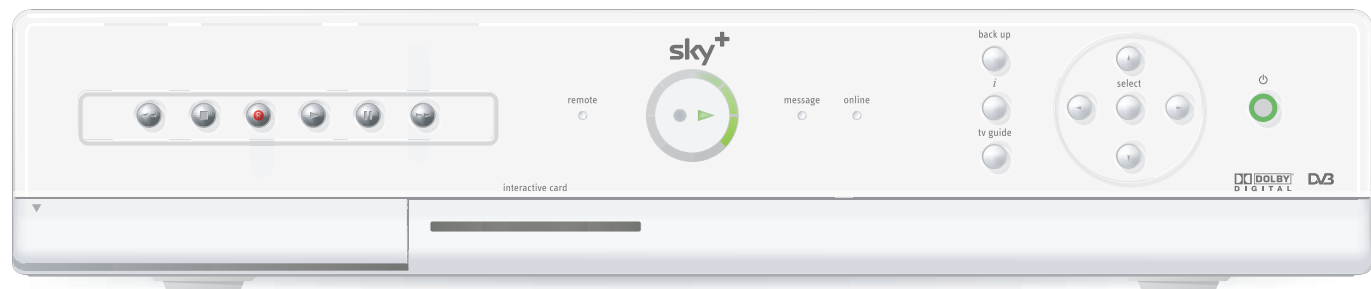 back up
sky+
i
select
R
remote
message
online
tv guide
interactive card
DOLBY
DIGITAL
DVB